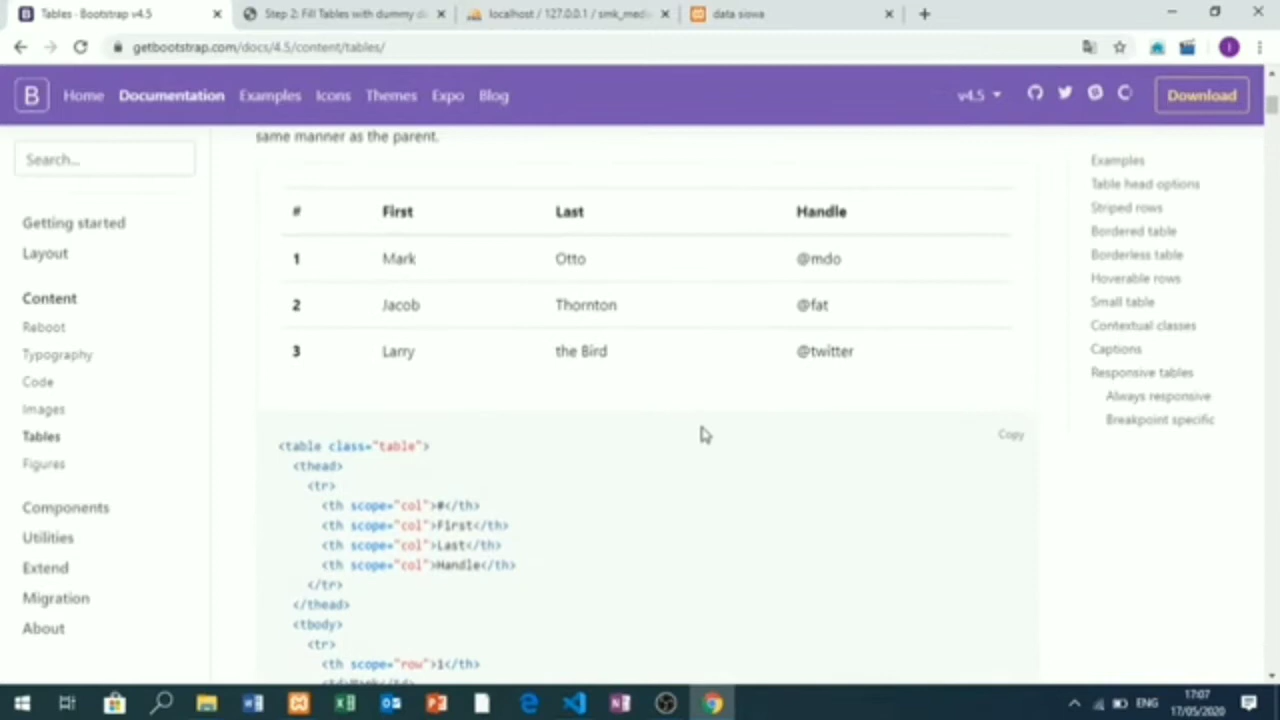 Tables · Bootstrap v4.5
Step 2: Fill Tables with dummy d
localhost / 127.0.0.1 / smk_med
data siswa
getbootstrap.com/docs/4.5/content/tables/
B Home Documentation Examples Icons Themes Expo Blog v4.5 Download
same manner as the parent.
Search...
Getting started
Layout
Content
Reboot
Typography
Code
Images
Tables
Figures
Components
Utilities
Extend
Migration
About
# First Last Handle
1 Mark Otto @mdo
2 Jacob Thornton @fat
3 Larry the Bird @twitter
Copy
<table class="table">
<thead>
<tr>
<th scope="col">#</th>
<th scope="col">First</th>
<th scope="col">Last</th>
<th scope="col">Handle</th>
</tr>
</thead>
<tbody>
<tr>
<th scope="row">1</th>
<td>Mark</td>
Examples
Table head options
Striped rows
Bordered table
Borderless table
Hoverable rows
Small table
Contextual classes
Captions
Responsive tables
Always responsive
Breakpoint specific
ENG
17:07
17/05/2020